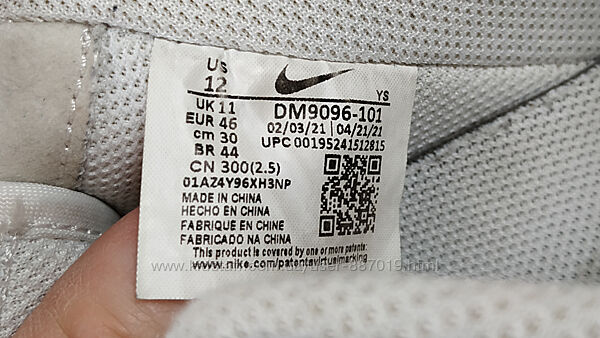 US
12
YS
UK 11
EUR 46
cm 30
BR 44
DM9096-101
02/03/21 | 04/21/21
UPC 00195241512815
CN 300(2.5)
01AZ4Y96XH3NP
MADE IN CHINA
HECHO EN CHINA
FABRIQUE EN CHINE
FABRICADO NA CHINA
This product is covered by one or more patents:
www.nike.com/patentsvirtualmarking